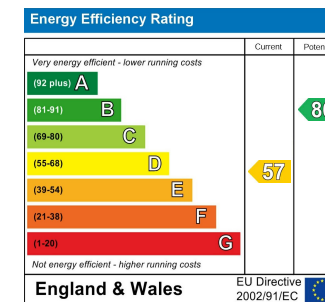 Energy Efficiency Rating
Current
Very energy efficient - lower running costs
(92 plus) A
(81-91) B
(69-80) C
(55-68) D
57
(39-54) E
(21-38) F
(1-20) G
Not energy efficient - higher running costs
England & Wales
EU Directive
2002/91/EC